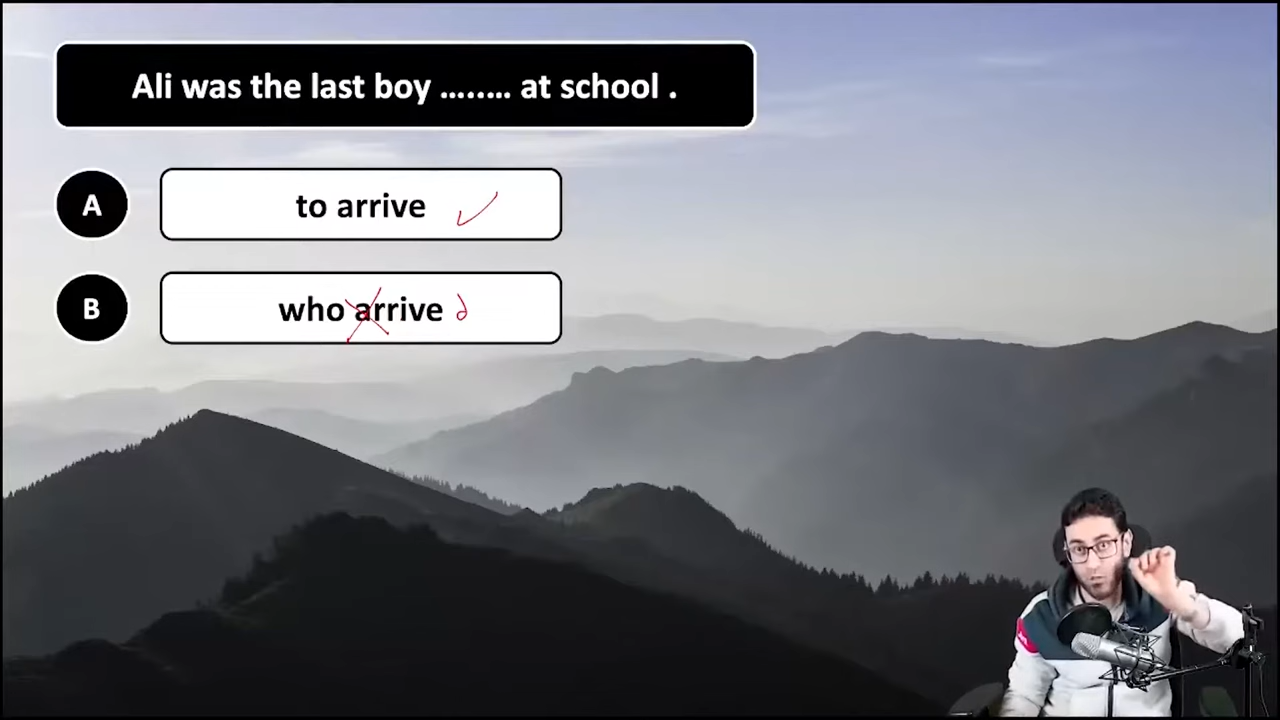 Ali was the last boy ........ at school .
A
to arrive
B
who arrive d